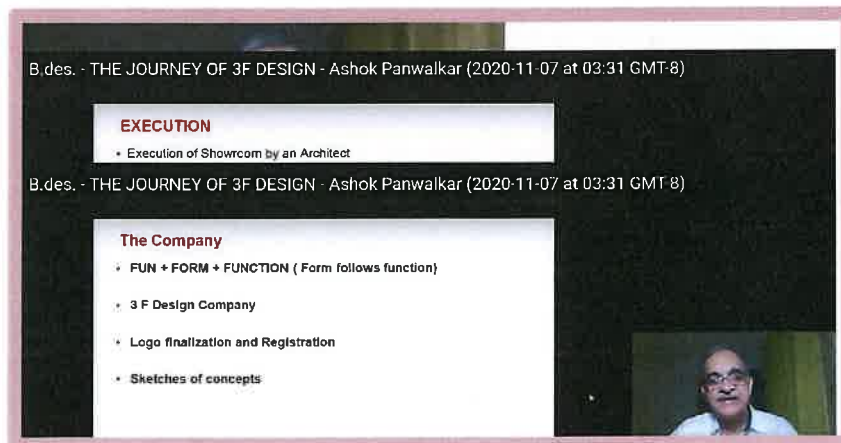 B.des. - THE JOURNEY OF 3F DESIGN - Ashok Panwalkar (2020-11-07 at 03:31 GMT-8)
EXECUTION
• Execution of Showroom by an Architect
B.des. - THE JOURNEY OF 3F DESIGN - Ashok Panwalkar (2020-11-07 at 03:31 GMT-8)
The Company
• FUN + FORM + FUNCTION ( Form follows function)
• 3 F Design Company
• Logo finalization and Registration
• Sketches of concepts